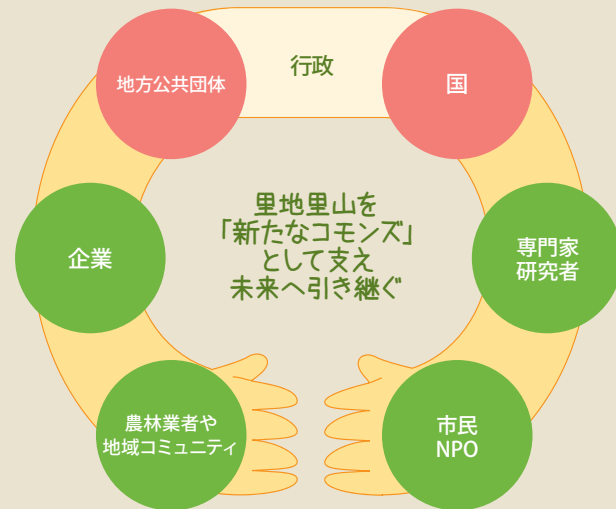 行政
地方公共団体
国
里地里山を
「新たなコモンズ」
として支え
未来へ引き継ぐ
企業
専門家
研究者
農林業者や
地域コミュニティ
市民
NPO